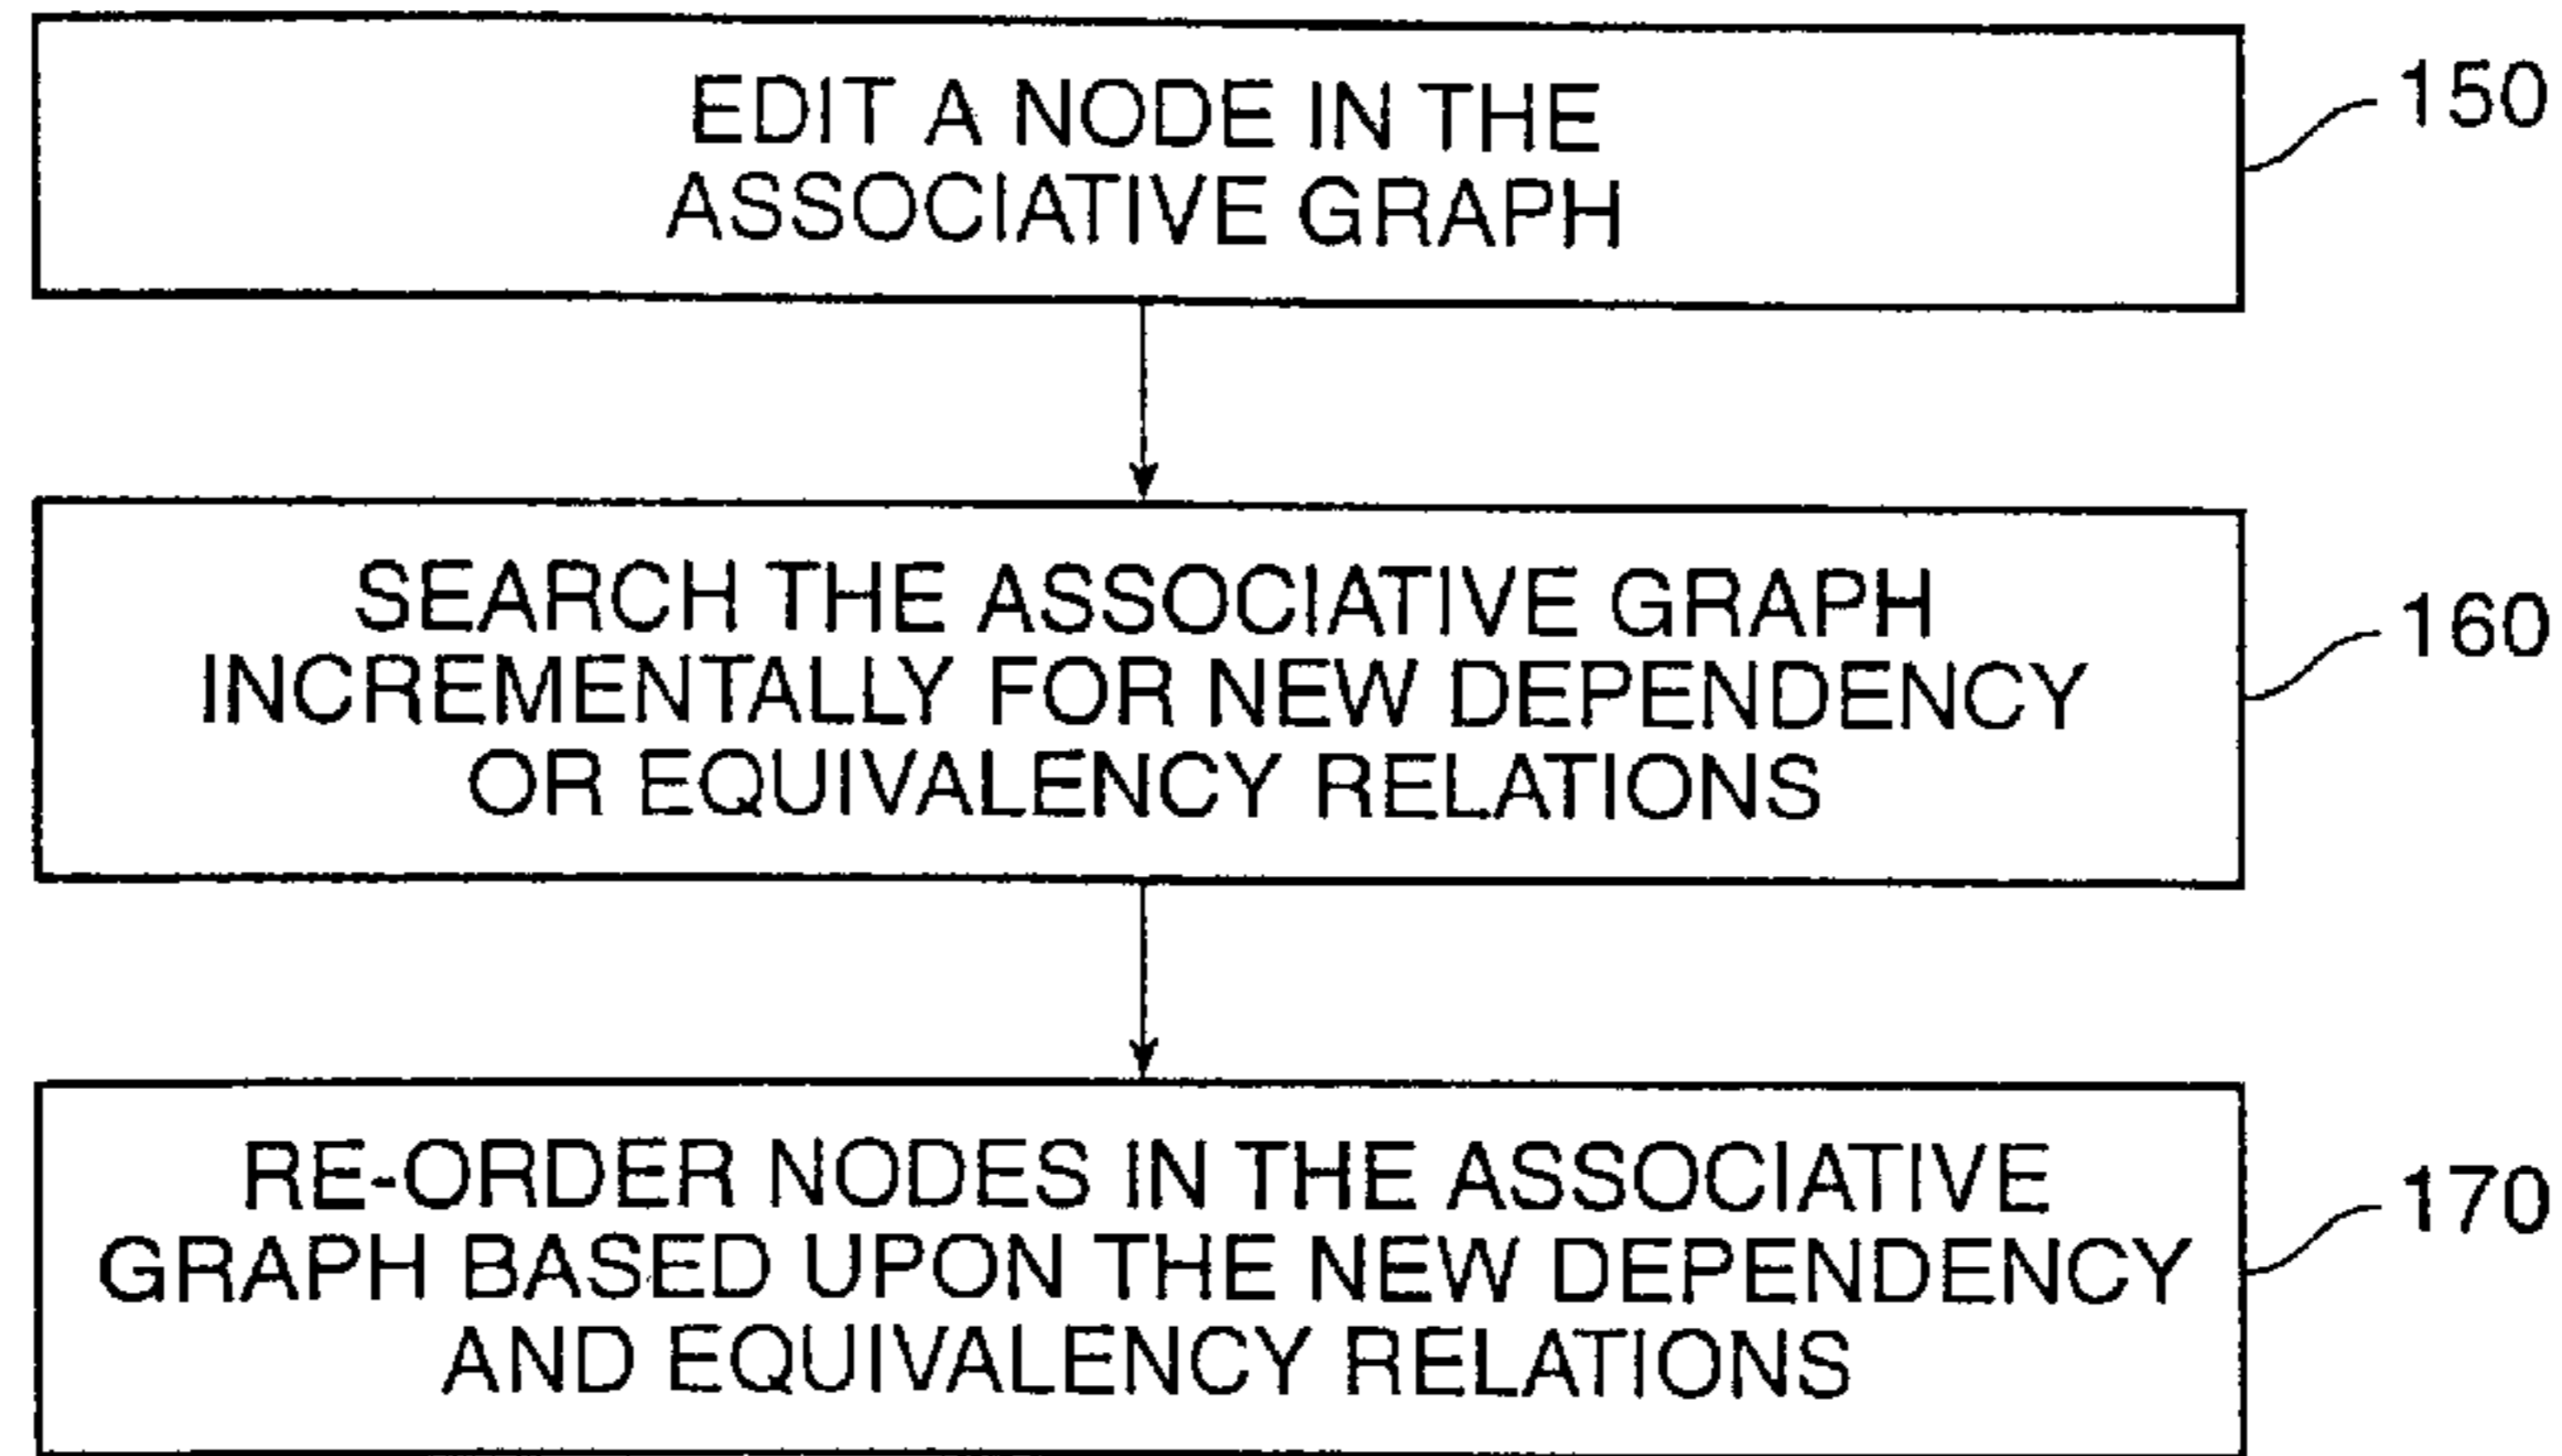 EDIT A NODE IN THE
ASSOCIATIVE GRAPH
150
SEARCH THE ASSOCIATIVE GRAPH
INCREMENTALLY FOR NEW DEPENDENCY
OR EQUIVALENCY RELATIONS
160
RE-ORDER NODES IN THE ASSOCIATIVE
GRAPH BASED UPON THE NEW DEPENDENCY
AND EQUIVALENCY RELATIONS
170